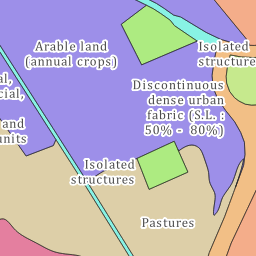 Arable land
(annual crops)
Isolated
structure
al,
cial,
and
units
Discontinuous
dense urban
fabric (S.L. :
50% - 80%)
Isolated
structures
Pastures